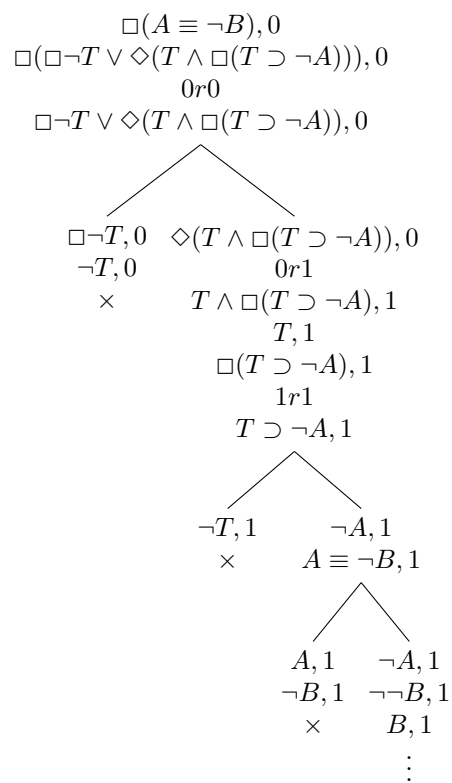 □(A ≡ ¬B), 0
□(□¬T ∨ ◇(T ∧ □(T ⊃ ¬A))), 0
0r0
□¬T ∨ ◇(T ∧ □(T ⊃ ¬A)), 0
□¬T, 0 ◇(T ∧ □(T ⊃ ¬A)), 0
¬T, 0 0r1
× T ∧ □(T ⊃ ¬A), 1
T, 1
□(T ⊃ ¬A), 1
1r1
T ⊃ ¬A, 1
¬T, 1 ¬A, 1
× A ≡ ¬B, 1
A, 1 ¬A, 1
¬B, 1 ¬¬B, 1
× B, 1
⋮